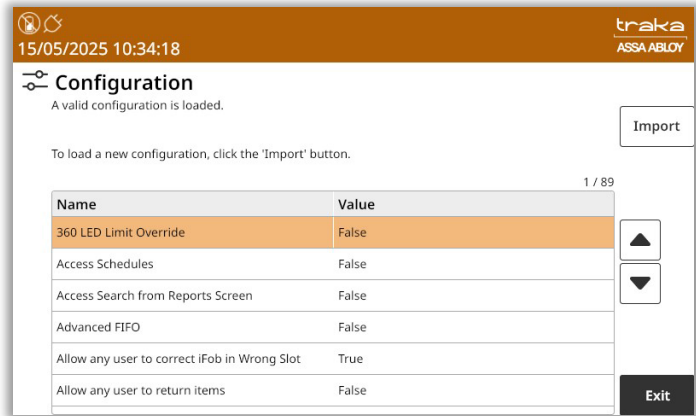 traka
15/05/2025 10:34:18
ASSA ABLOY
Configuration
A valid configuration is loaded.
Import
To load a new configuration, click the 'Import' button.
1 / 89
Name Value
360 LED Limit Override False
Access Schedules False
Access Search from Reports Screen False
Advanced FIFO False
Allow any user to correct iFob in Wrong Slot True
Allow any user to return items False
Exit